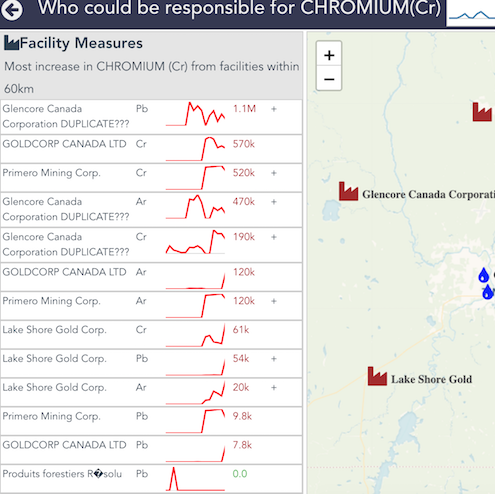 Who could be responsible for CHROMIUM(Cr)
Facility Measures
Most increase in CHROMIUM (Cr) from facilities within
60km
Glencore Canada Pb 1.1M +
Corporation DUPLICATE???
GOLDCORP CANADA LTD Cr 570k
Primero Mining Corp. Cr 520k +
Glencore Canada Ar 470k +
Corporation DUPLICATE???
Glencore Canada Cr 190k +
Corporation DUPLICATE???
GOLDCORP CANADA LTD Ar 120k
Primero Mining Corp. Ar 120k +
Lake Shore Gold Corp. Cr 61k
Lake Shore Gold Corp. Pb 54k +
Lake Shore Gold Corp. Ar 20k +
Primero Mining Corp. Pb 9.8k
GOLDCORP CANADA LTD Pb 7.8k
Produits forestiers R�solu Pb 0.0
+
−
Glencore Canada Corporati
Lake Shore Gold